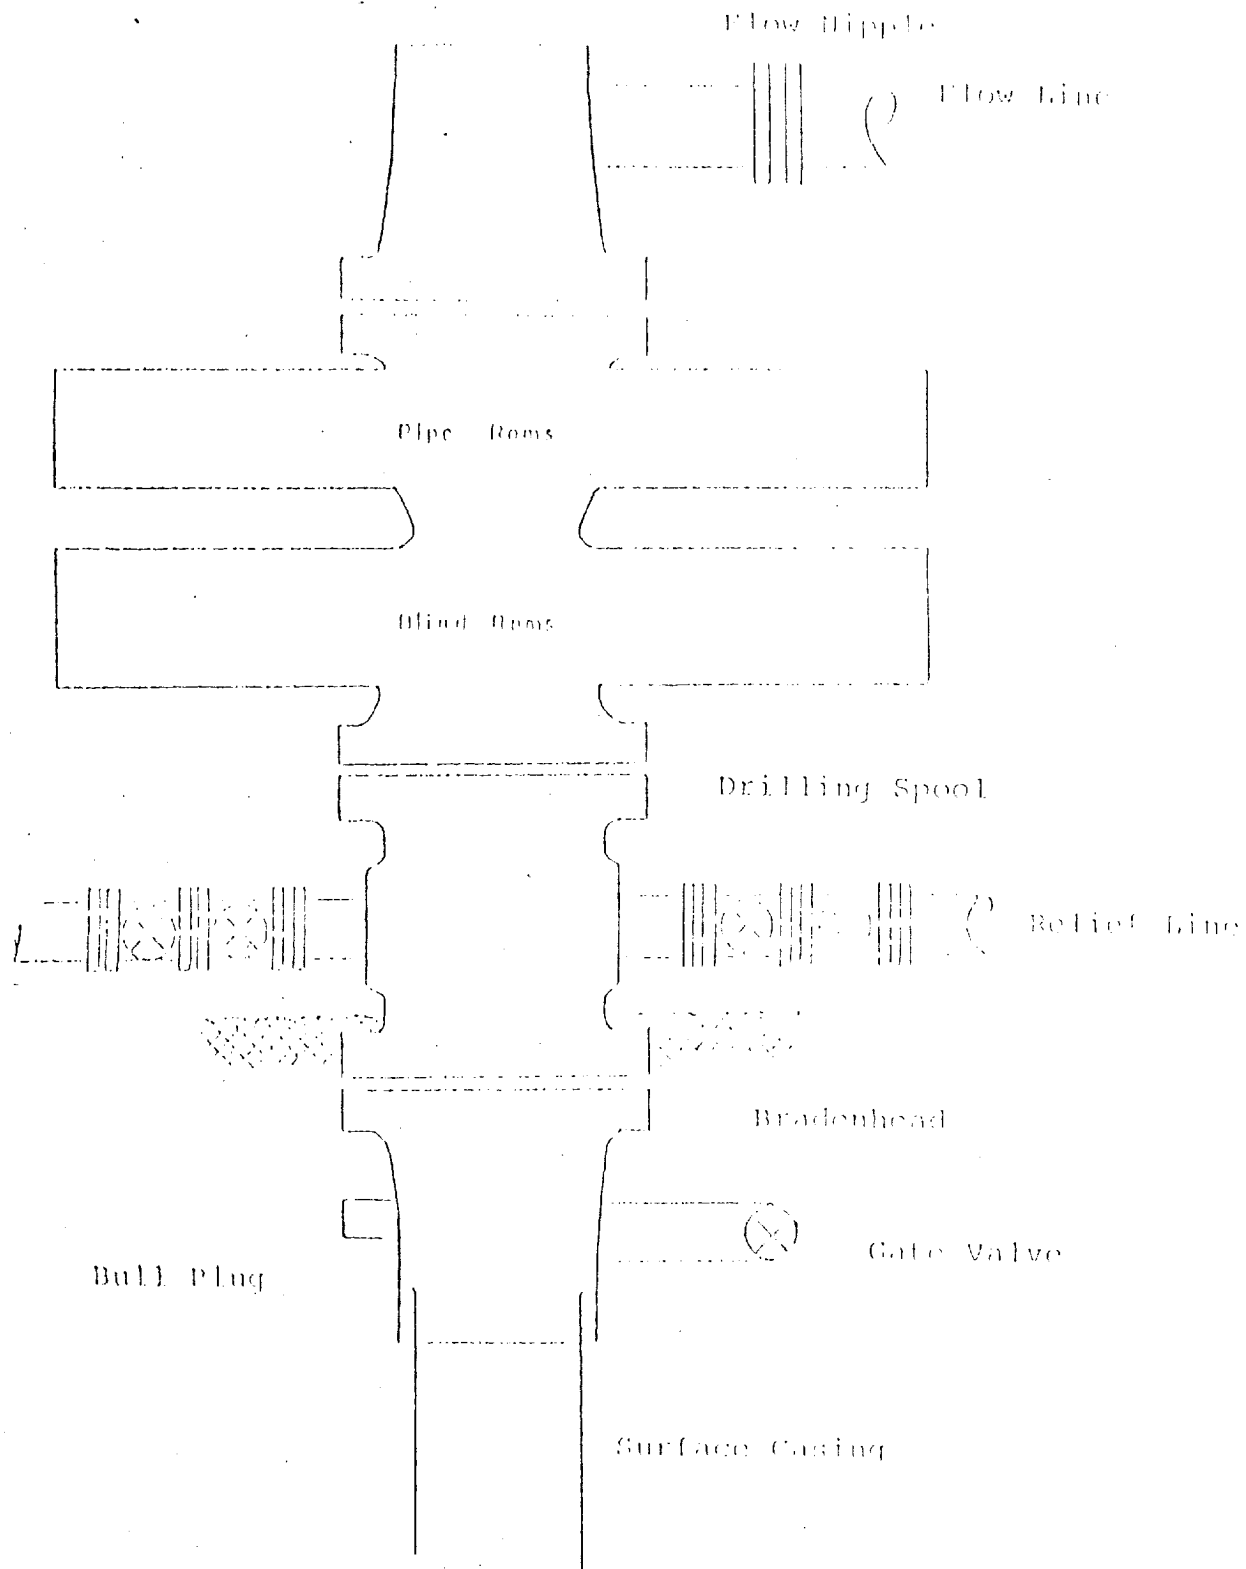 Flow Nipple
Flow Line
Pipe Rams
Blind Rams
Drilling Spool
Relief Line
Bradenhead
Gate Valve
Bull Plug
Surface Casing